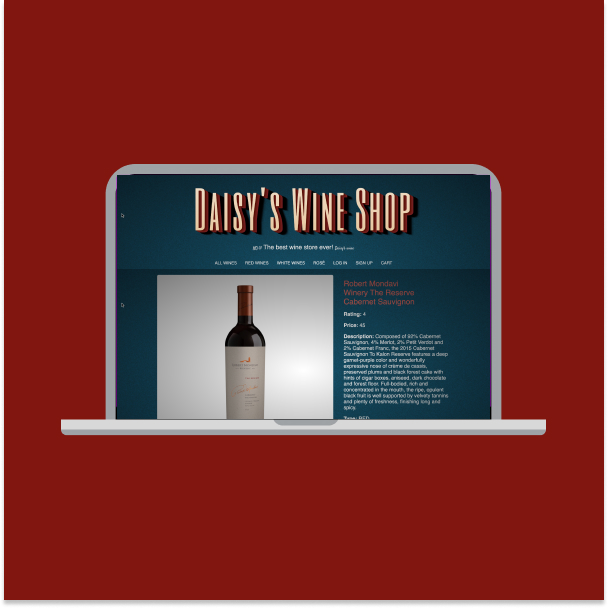 DAISY'S WINE SHOP
The best wine store ever!
ALL WINES RED WINES WHITE WINES ROSÉ LOG IN SIGN UP CART
Robert Mondavi
Winery The Reserve
Cabernet Sauvignon
Rating: 4
Price: 45
Description: Composed of 93% Cabernet
Sauvignon, 4% Merlot, 2% Petit Verdot and
2% Cabernet Franc, the 2010 Cabernet
Sauvignon To Kalon Reserve features a deep
garnet-purple color and wonderfully
expressive nose of crème de cassis,
preserved plums and black forest cake with
hints of cigar boxes, aniseed, dark chocolate
and forest floor. Full-bodied, rich and
concentrated in the mouth, the ripe, opulent
black fruit is well supported by velvety tannins
and plenty of freshness, finishing long and
spicy.
Type: RED